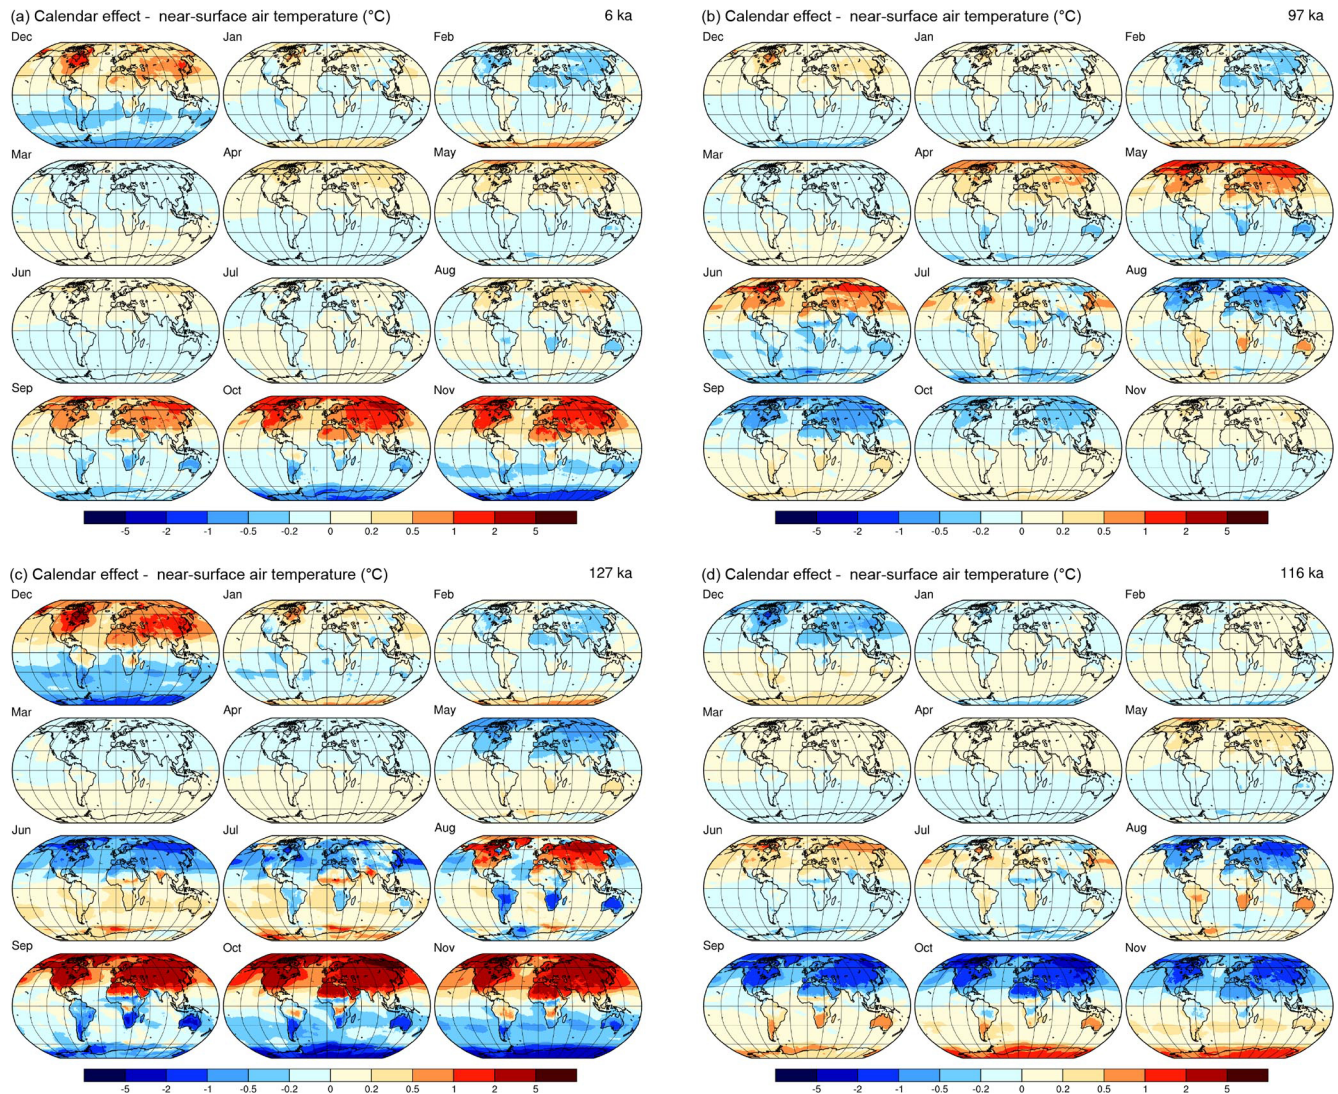 (a) Calendar effect - near-surface air temperature (°C) 6 ka
Dec Jan Feb
Mar Apr May
Jun Jul Aug
Sep Oct Nov
-5 -2 -1 -0.5 -0.2 0 0.2 0.5 1 2 5
(b) Calendar effect - near-surface air temperature (°C) 97 ka
Dec Jan Feb
Mar Apr May
Jun Jul Aug
Sep Oct Nov
-5 -2 -1 -0.5 -0.2 0 0.2 0.5 1 2 5
(c) Calendar effect - near-surface air temperature (°C) 127 ka
Dec Jan Feb
Mar Apr May
Jun Jul Aug
Sep Oct Nov
-5 -2 -1 -0.5 -0.2 0 0.2 0.5 1 2 5
(d) Calendar effect - near-surface air temperature (°C) 116 ka
Dec Jan Feb
Mar Apr May
Jun Jul Aug
Sep Oct Nov
-5 -2 -1 -0.5 -0.2 0 0.2 0.5 1 2 5